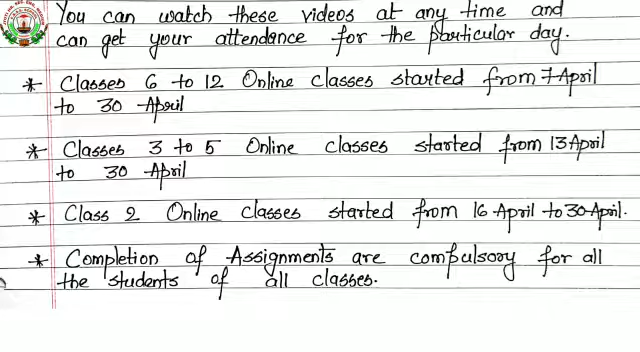 You can watch these videos at any time and
can get your attendance for the particular day.
* Classes 6 to 12 Online classes started from 7 April
to 30 April
* Classes 3 to 5 Online classes started from 13 April
to 30 April
* Class 2 Online classes started from 16 April to 30 April.
* Completion of Assignments are compulsory for all
the students of all classes.